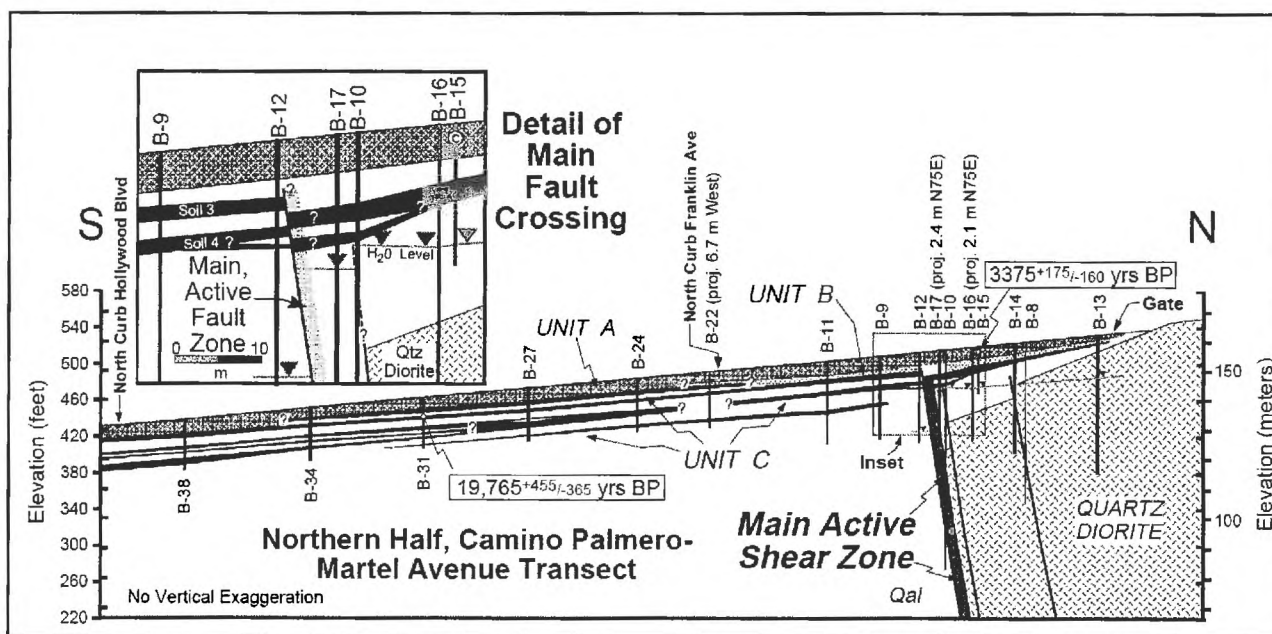 Detail of
Main
Fault
Crossing
B-9
B-12
B-17
B-10
B-16
B-15
C
?
Soil 3
?
Soil 4 ?
?
H₂0 Level
Main,
Active
Fault
Zone
0 10
m
?
Qtz
Diorite
S
N
North Curb Hollywood Blvd
North Curb Franklin Ave
B-22 (proj. 6.7 m West)
B-17 (proj. 2.4 m N75E)
B-16 (proj. 2.1 m N75E)
3375+175/-160 yrs BP
UNIT A
UNIT B
B-27
B-24
B-11
B-9
B-12
B-10
B-15
B-14
B-8
B-13
Gate
?
?
?
?
?
?
UNIT C
Inset
B-38
B-34
B-31
19,765+455/-365 yrs BP
Northern Half, Camino Palmero-
Martel Avenue Transect
Main Active
Shear Zone
QUARTZ
DIORITE
Qal
No Vertical Exaggeration
Elevation (feet)
580
540
500
460
420
380
340
300
260
220
Elevation (meters)
150
100